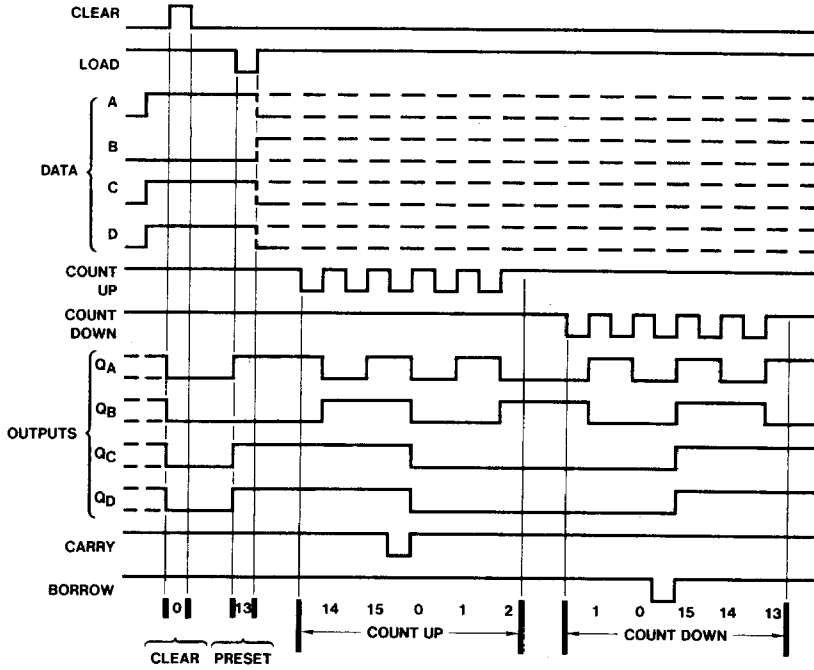 CLEAR
LOAD
A
B
DATA
C
D
COUNT
UP
COUNT
DOWN
QA
QB
OUTPUTS
QC
QD
CARRY
BORROW
0 13 14 15 0 1 2 1 0 15 14 13
COUNT UP COUNT DOWN
CLEAR PRESET